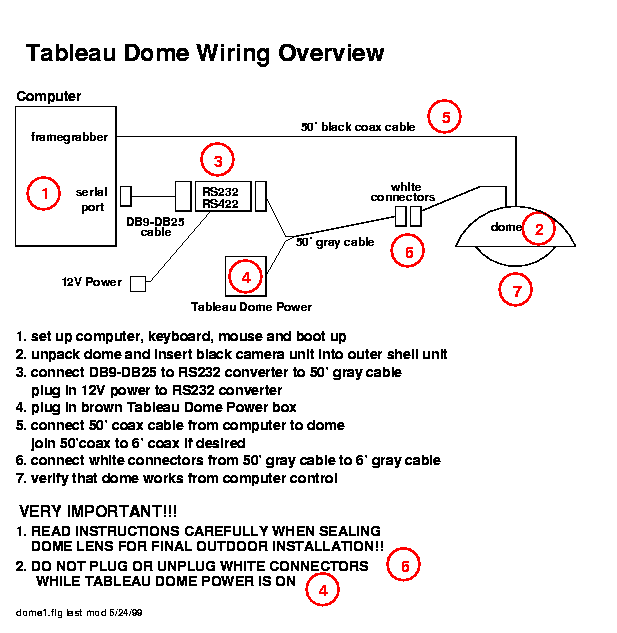 Tableau Dome Wiring Overview
Computer
framegrabber
50' black coax cable
5
3
1
serial
port
RS232
RS422
DB9-DB25
cable
white
connectors
50' gray cable
6
dome
2
12V Power
4
7
Tableau Dome Power
1. set up computer, keyboard, mouse and boot up
2. unpack dome and insert black camera unit into outer shell unit
3. connect DB9-DB25 to RS232 converter to 50' gray cable
plug in 12V power to RS232 converter
4. plug in brown Tableau Dome Power box
5. connect 50' coax cable from computer to dome
join 50'coax to 6' coax if desired
6. connect white connectors from 50' gray cable to 6' gray cable
7. verify that dome works from computer control
VERY IMPORTANT!!!
1. READ INSTRUCTIONS CAREFULLY WHEN SEALING
DOME LENS FOR FINAL OUTDOOR INSTALLATION!!
2. DO NOT PLUG OR UNPLUG WHITE CONNECTORS
6
WHILE TABLEAU DOME POWER IS ON
4
dome1.fig last mod 5/24/99